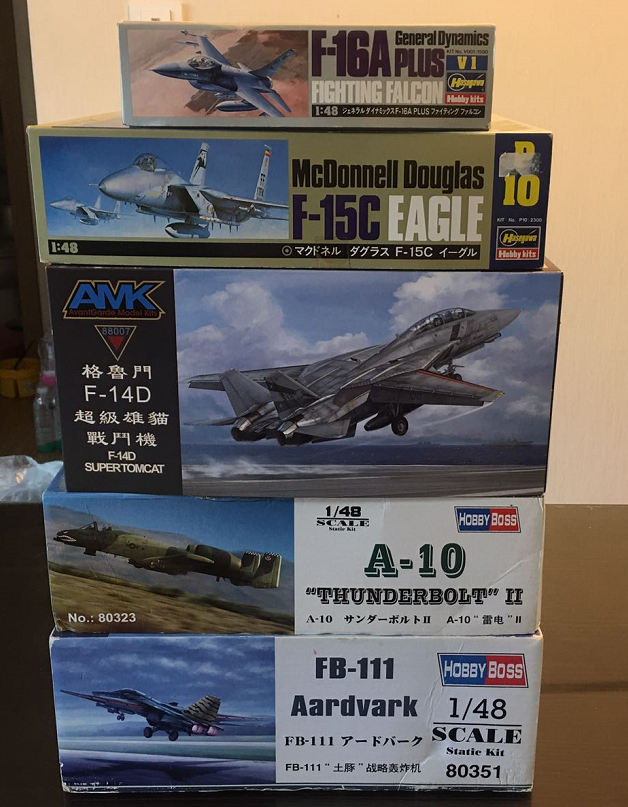 F-16A PLUS
General Dynamics
KIT No. V001-1500
V1
FIGHTING FALCON
Hasegawa
Hobby kits
1:48 ジェネラル ダイナミックス F-16A PLUS ファイティング ファルコン
McDonnell Douglas
F-15C EAGLE
1:48
マクドネル ダグラス F-15C イーグル
P
10
KIT No. P10 2300
Hasegawa
Hobby kits
AMK
AvantGarde Model Kits
88007
格魯門
F-14D
超級雄貓
戰鬥機
F-14D
SUPER TOMCAT
1/48
SCALE
Static Kit
HOBBY BOSS
A-10
"THUNDERBOLT" II
A-10 サンダーボルトII A-10 "雷电" II
No.: 80323
FB-111
Aardvark
FB-111 アードバーク
FB-111 "土豚" 战略轰炸机
HOBBY BOSS
1/48
SCALE
Static Kit
80351